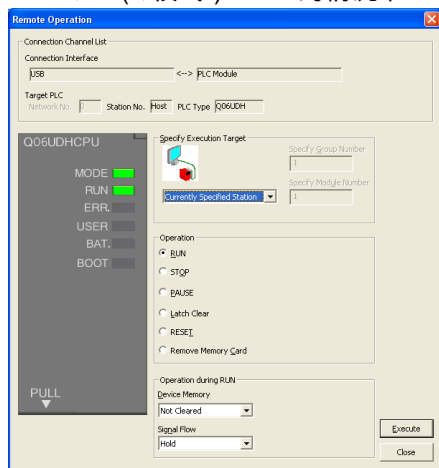 Remote Operation
Connection Channel List
Connection Interface
USB
<-->
PLC Module
Target PLC
Network No.
0
Station No.
Host
PLC Type
Q06UDH
Q06UDHCPU
MODE
RUN
ERR.
USER
BAT.
BOOT
PULL
Specify Execution Target
Currently Specified Station
Specify Group Number
1
Specify Module Number
1
Operation
RUN
STOP
PAUSE
Latch Clear
RESET
Remove Memory Card
Operation during RUN
Device Memory
Not Cleared
Signal Flow
Hold
Execute
Close